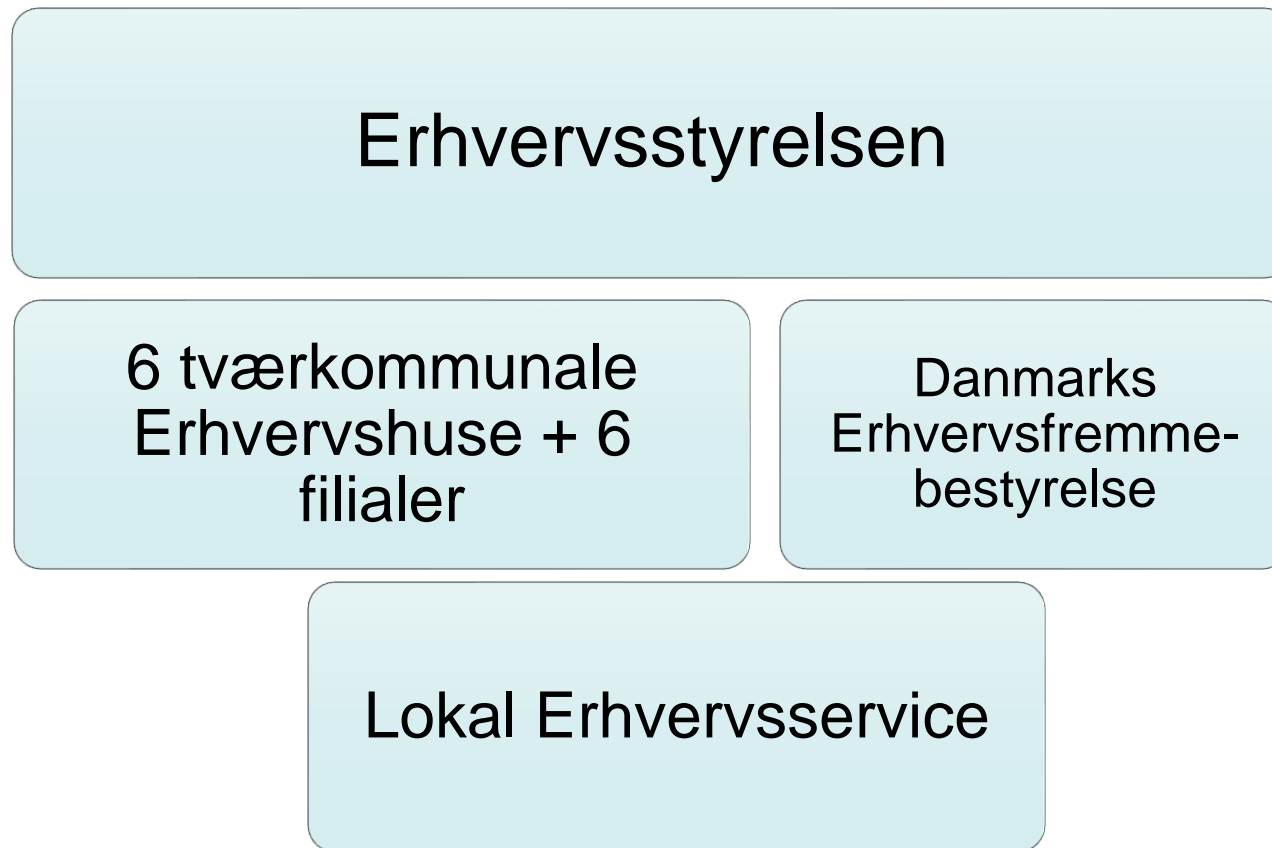 Erhvervsstyrelsen
6 tværkommunale
Erhvervshuse + 6
filialer
Danmarks
Erhvervsfremme-
bestyrelse
Lokal Erhvervsservice